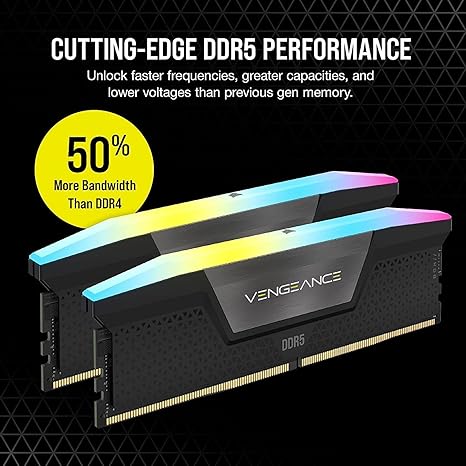 CUTTING-EDGE DDR5 PERFORMANCE
Unlock faster frequencies, greater capacities, and
lower voltages than previous gen memory.
50%
More Bandwidth
Than DDR4
VENGEANCE
DDR5